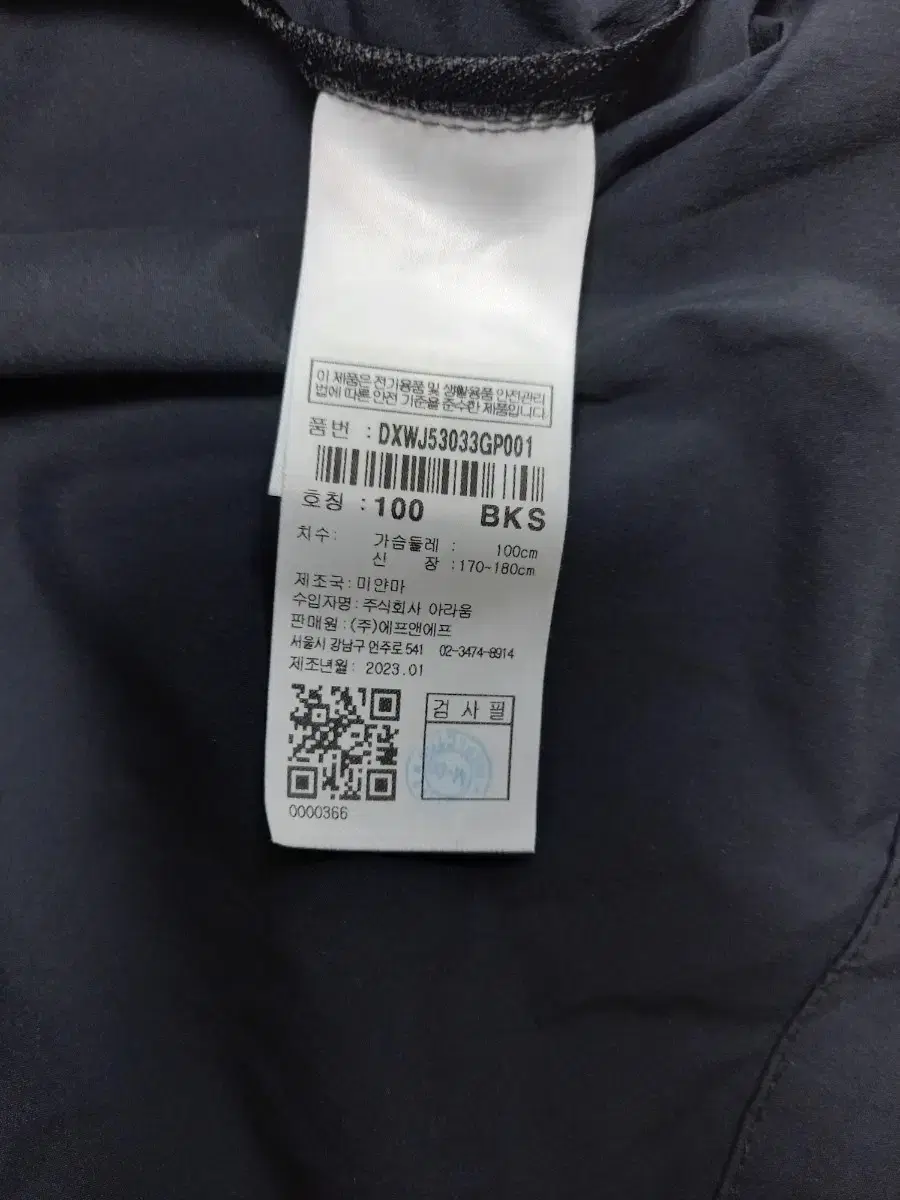 이 제품은 전기용품 및 생활용품 안전관리
법에 따른 안전 기준을 준수한 제품입니다.
품번 : DXWJ53033GP001
호칭 : 100 BKS
치수: 가슴둘레 : 100cm
신 장 : 170~180cm
제조국: 미얀마
수입자명: 주식회사 아라움
판매원 : (주)에프앤에프
서울시 강남구 언주로 541 02-3474-8914
제조년월: 2023.01
검사필
0000366